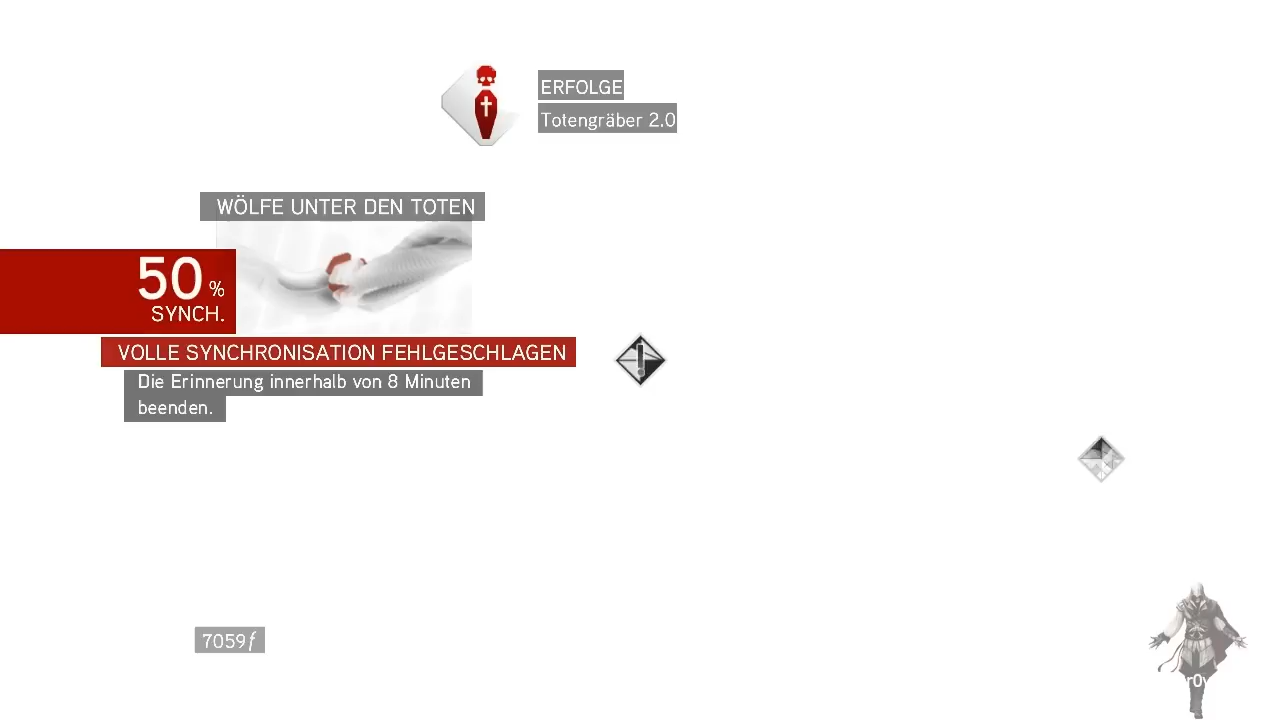 ERFOLGE
Totengräber 2.0
WÖLFE UNTER DEN TOTEN
50 %
SYNCH.
VOLLE SYNCHRONISATION FEHLGESCHLAGEN
Die Erinnerung innerhalb von 8 Minuten
beenden.
7059ƒ